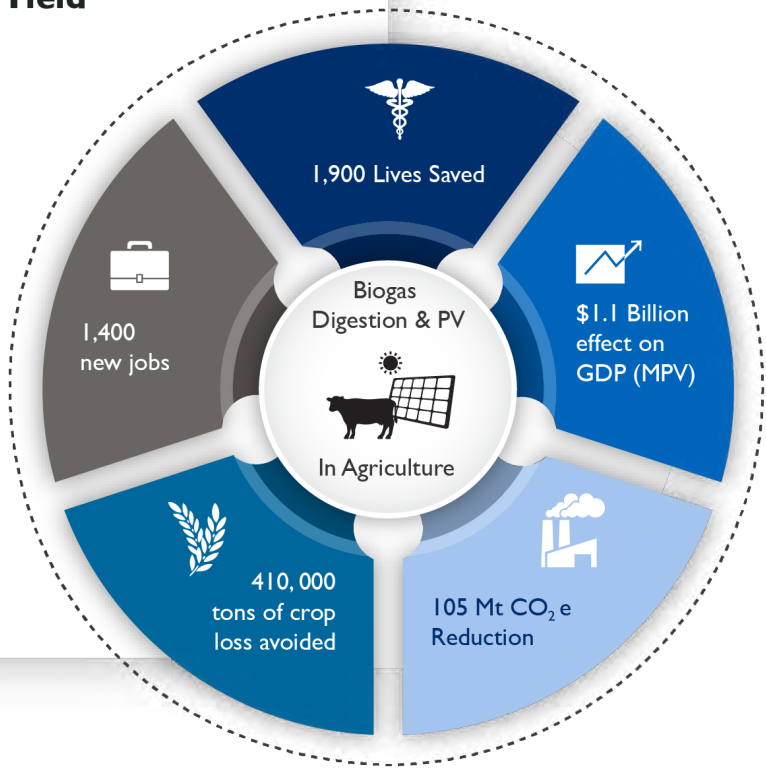 1,900 Lives Saved
$1.1 Billion
effect on
GDP (MPV)
105 Mt CO₂ e
Reduction
410, 000
tons of crop
loss avoided
1,400
new jobs
Biogas
Digestion & PV
In Agriculture